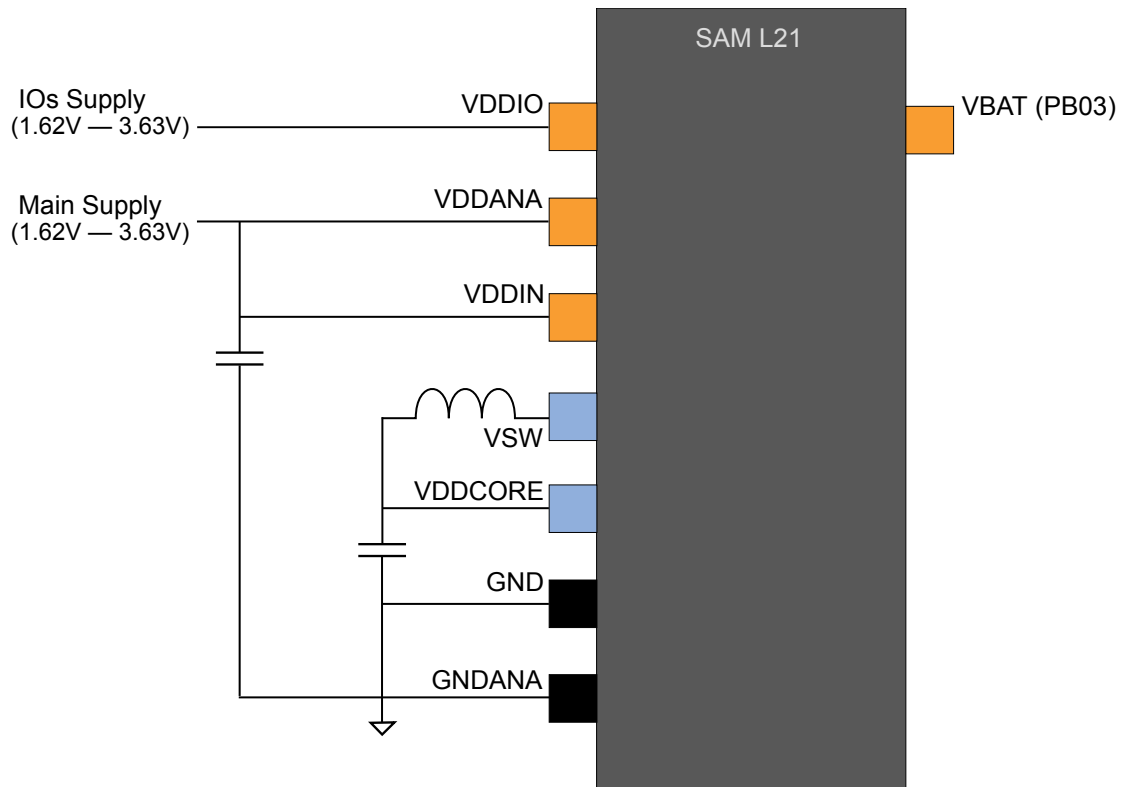 SAM L21
IOs Supply
(1.62V — 3.63V)
VDDIO
VBAT (PB03)
Main Supply
(1.62V — 3.63V)
VDDANA
VDDIN
VSW
VDDCORE
GND
GNDANA